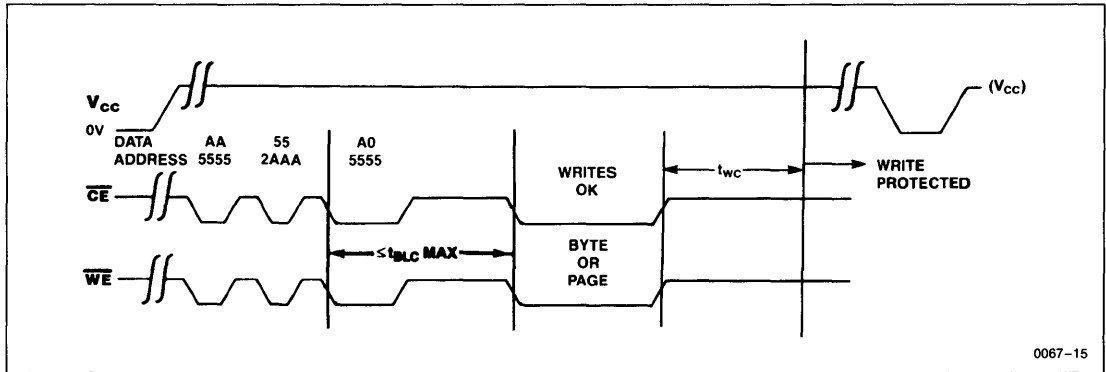 (VCC)
VCC
0V
DATA AA 55 A0
ADDRESS 5555 2AAA 5555
WRITES
OK
tWC
WRITE
PROTECTED
CE
≤ tBLC MAX
BYTE
OR
PAGE
WE
0067–15